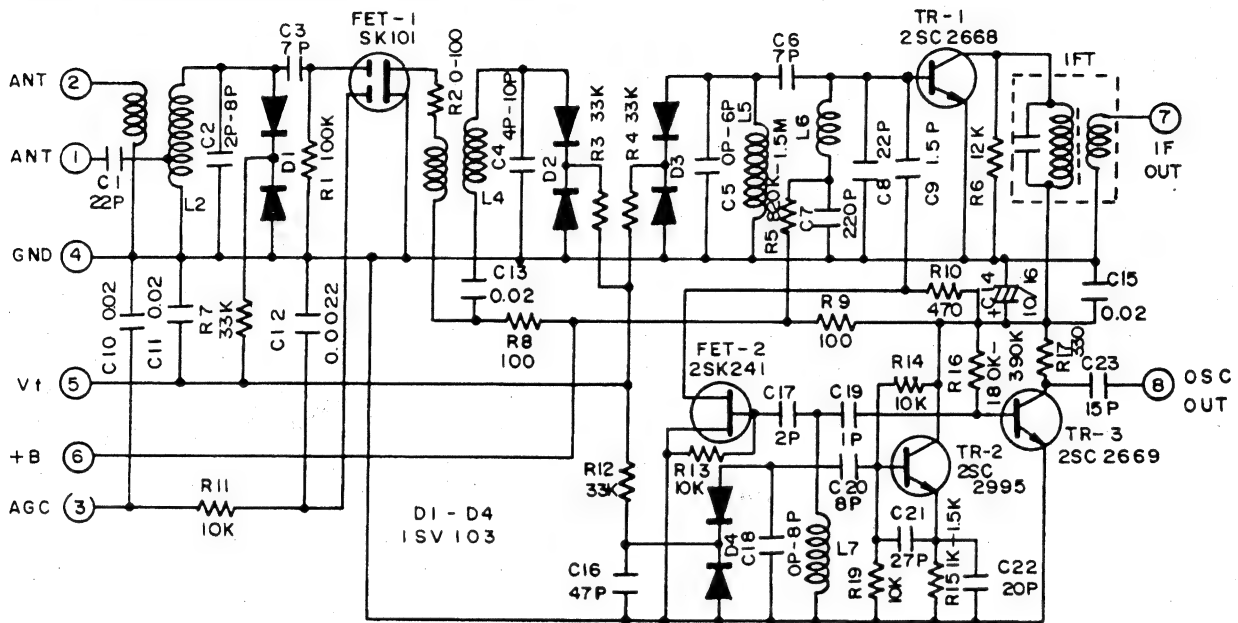 FET-1
SK101
TR-1
2SC2668
IFT
ANT 2
C3
7P
R2 0-100
C6
7P
7
IF
OUT
ANT 1
C1
22P
L2
C2
2P-8P
D1
R1 100K
L4
C4
4P-10P
D2
R3 33K
R4 33K
D3
C5
0P-6P
L5
R5 820K-1.5M
L6
C7
220P
C8 22P
C9 1.5P
R6 12K
GND 4
C10 0.02
C11 0.02
R7
33K
C12
0.0022
C13
0.02
R8
100
R9
100
R10
470
+C14
10/16
C15
0.02
Vt 5
FET-2
2SK241
R14
10K
R16
180K-
390K
R17
330
C23
15P
8 OSC
OUT
C17
2P
C19
1P
TR-3
2SC2669
+B 6
R12
33K
R13
10K
C20
8P
TR-2
2SC
2995
AGC 3
R11
10K
D1-D4
1SV103
C16
47P
D4
C18
0P-8P
L7
C21
27P
R19
10K
R15 1K-1.5K
C22
20P